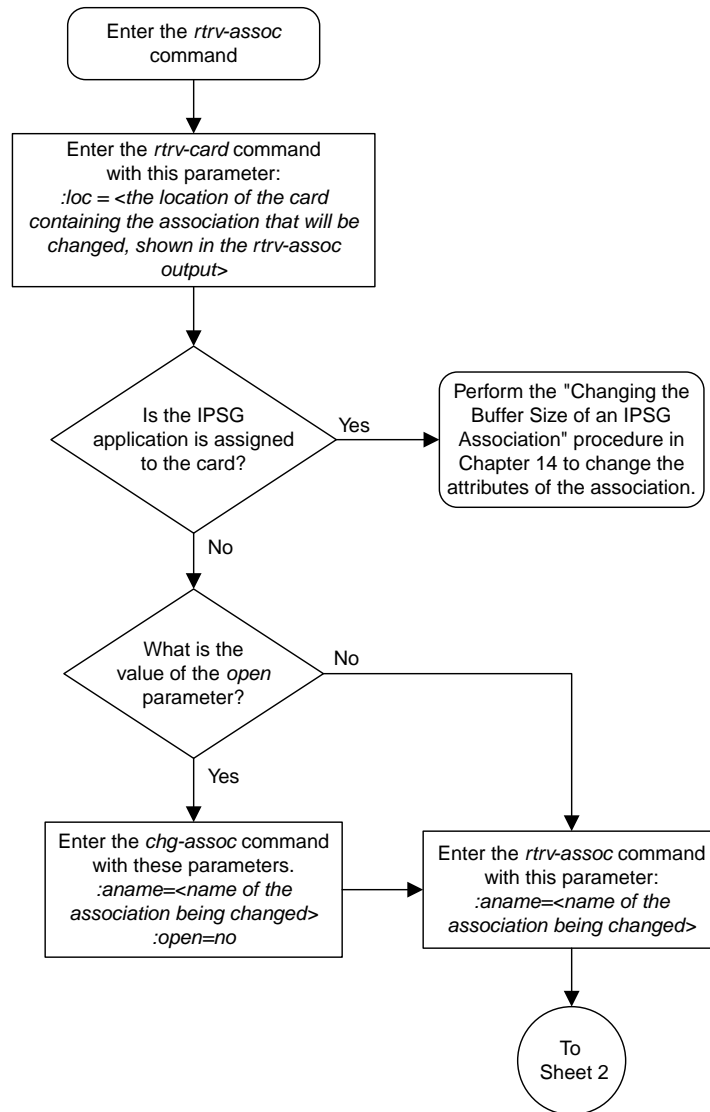 Enter the rtrv-assoc
command
Enter the rtrv-card command
with this parameter:
:loc = <the location of the card
containing the association that will be
changed, shown in the rtrv-assoc
output>
Is the IPSG
application is assigned
to the card?
Yes
Perform the "Changing the
Buffer Size of an IPSG
Association" procedure in
Chapter 14 to change the
attributes of the association.
No
What is the
value of the open
parameter?
No
Yes
Enter the chg-assoc command
with these parameters.
:aname=<name of the
association being changed>
:open=no
Enter the rtrv-assoc command
with this parameter:
:aname=<name of the
association being changed>
To
Sheet 2